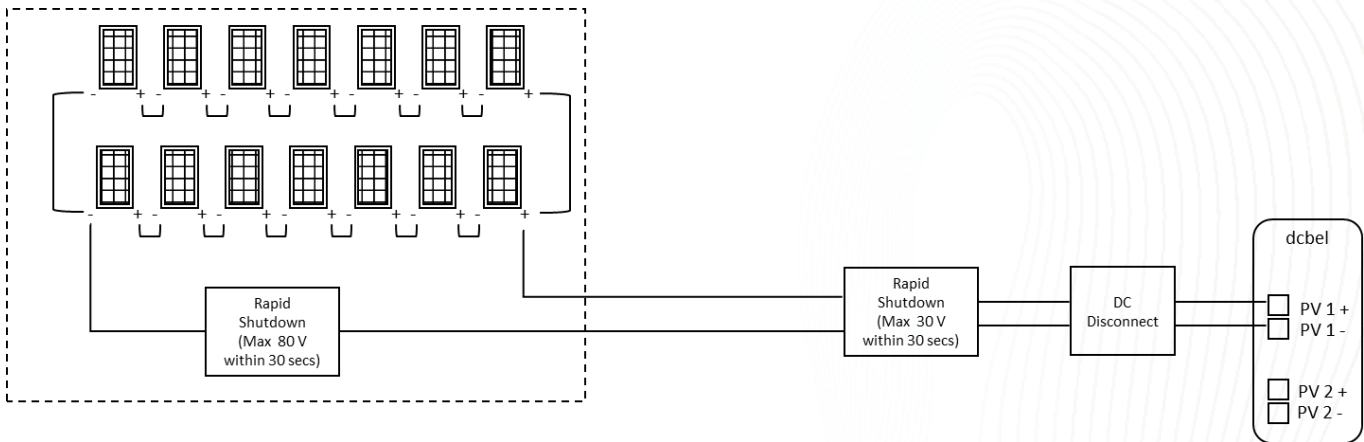 - + - + - + - + - + - + - +
- + - + - + - + - + - + - +
dcbel
Rapid
Shutdown
(Max 80 V
within 30 secs)
Rapid
Shutdown
(Max 30 V
within 30 secs)
DC
Disconnect
PV 1 +
PV 1 -
PV 2 +
PV 2 -